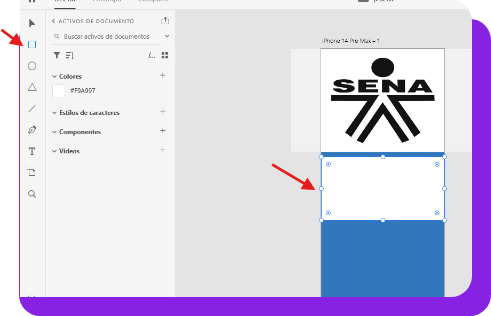 ACTIVOS DE DOCUMENTO
Buscar activos de documentos
Colores
#F9A997
Estilos de caracteres
Componentes
Vídeos
iPhone 14 Pro Max – 1
SENA